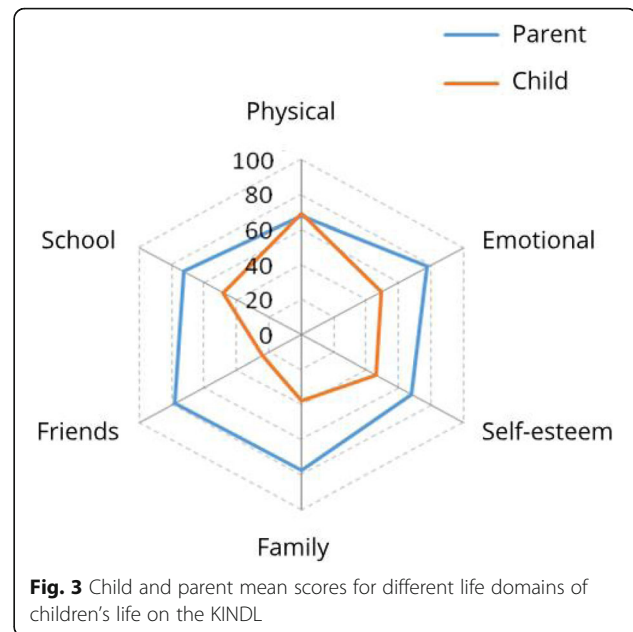 Parent
Child
Physical
100
80
60
40
20
0
School
Emotional
Friends
Self-esteem
Family
Fig. 3 Child and parent mean scores for different life domains of
children's life on the KINDL